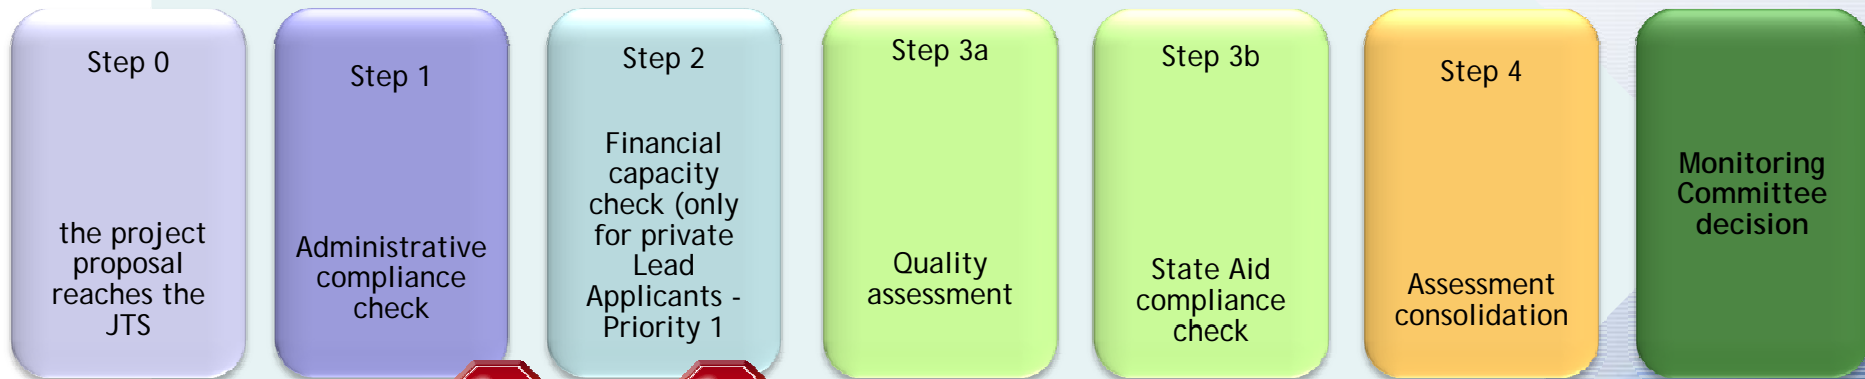 Step 0
the project
proposal
reaches the
JTS
Step 1
Administrative
compliance
check
Step 2
Financial
capacity
check (only
for private
Lead
Applicants -
Priority 1
Step 3a
Quality
assessment
Step 3b
State Aid
compliance
check
Step 4
Assessment
consolidation
Monitoring
Committee
decision